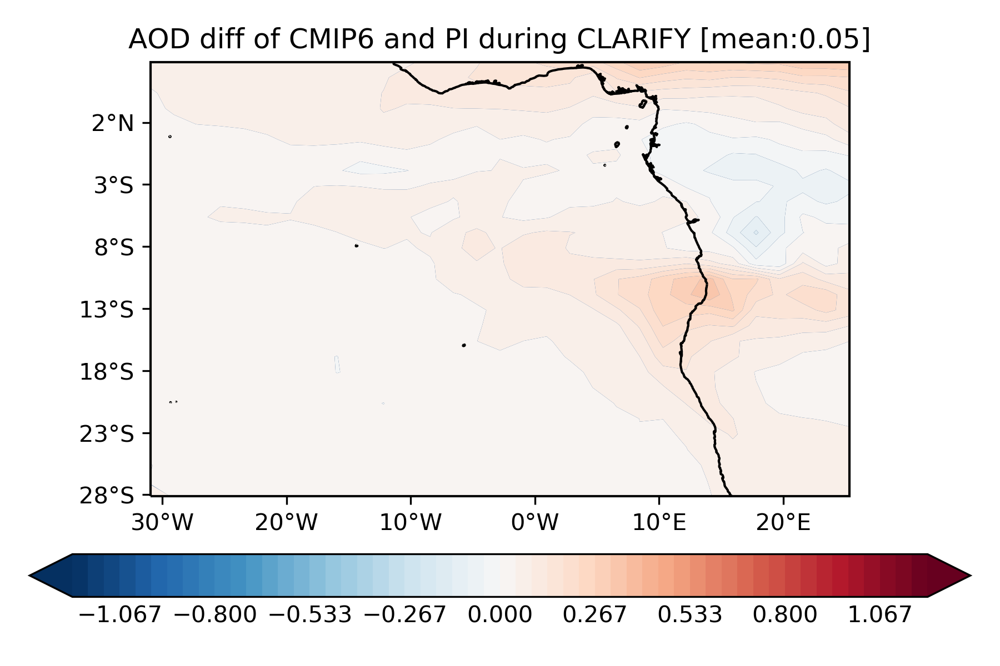 AOD diff of CMIP6 and PI during CLARIFY [mean:0.05]
2°N
3°S
8°S
13°S
18°S
23°S
28°S
30°W 20°W 10°W 0°W 10°E 20°E
−1.067 −0.800 −0.533 −0.267 0.000 0.267 0.533 0.800 1.067